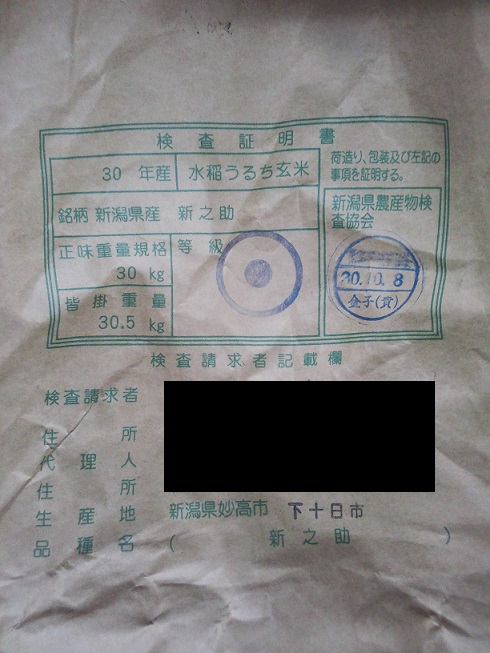 検査証明書
30 年産 水稲うるち玄米
荷造り、包装及び左記の
事項を証明する。
銘柄 新潟県産 新之助
新潟県農産物検
査協会
正味重量規格
30 kg
等級
皆掛重量
30.5 kg
30.10.8
金子(貢)
検査請求者記載欄
検査請求者
住所
代理人
住所
生産地 新潟県妙高市 下十日市
品種名 ( 新之助 )